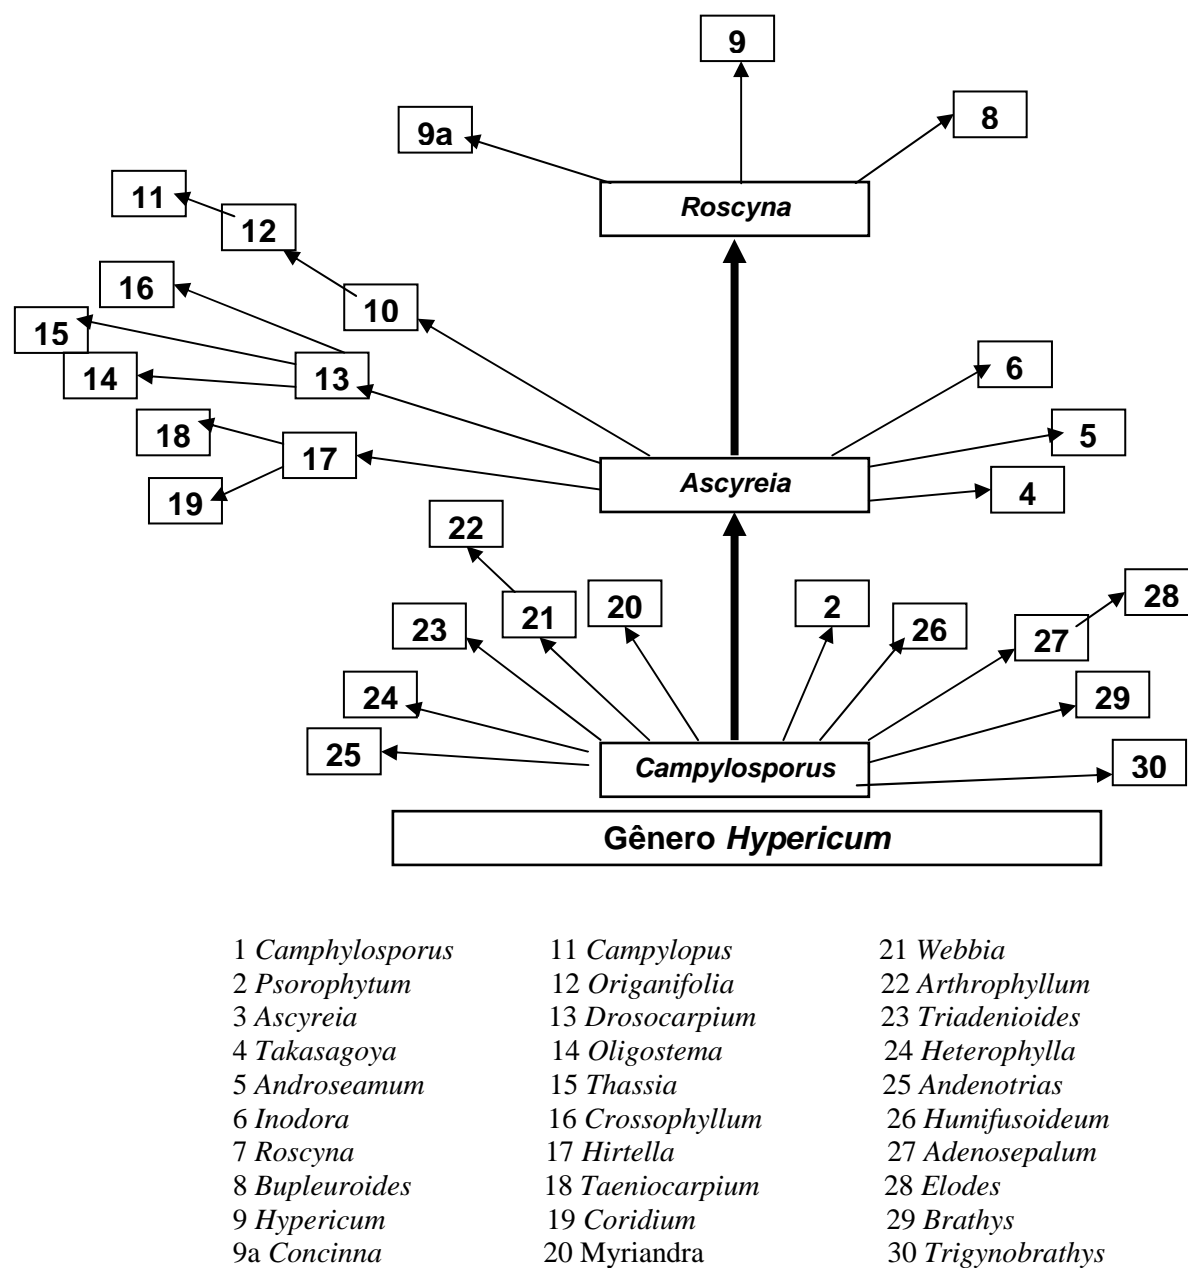 9
9a
8
Roscyna
11
12
16
10
15
14
13
6
18
17
5
19
Ascyreia
4
22
21
20
2
28
23
26
27
24
29
25
Campylosporus
30
Gênero Hypericum
1 Camphylosporus 11 Campylopus 21 Webbia
2 Psorophytum 12 Origanifolia 22 Arthrophyllum
3 Ascyreia 13 Drosocarpium 23 Triadenioides
4 Takasagoya 14 Oligostema 24 Heterophylla
5 Androseamum 15 Thassia 25 Andenotrias
6 Inodora 16 Crossophyllum 26 Humifusoideum
7 Roscyna 17 Hirtella 27 Adenosepalum
8 Bupleuroides 18 Taeniocarpium 28 Elodes
9 Hypericum 19 Coridium 29 Brathys
9a Concinna 20 Myriandra 30 Trigynobrathys